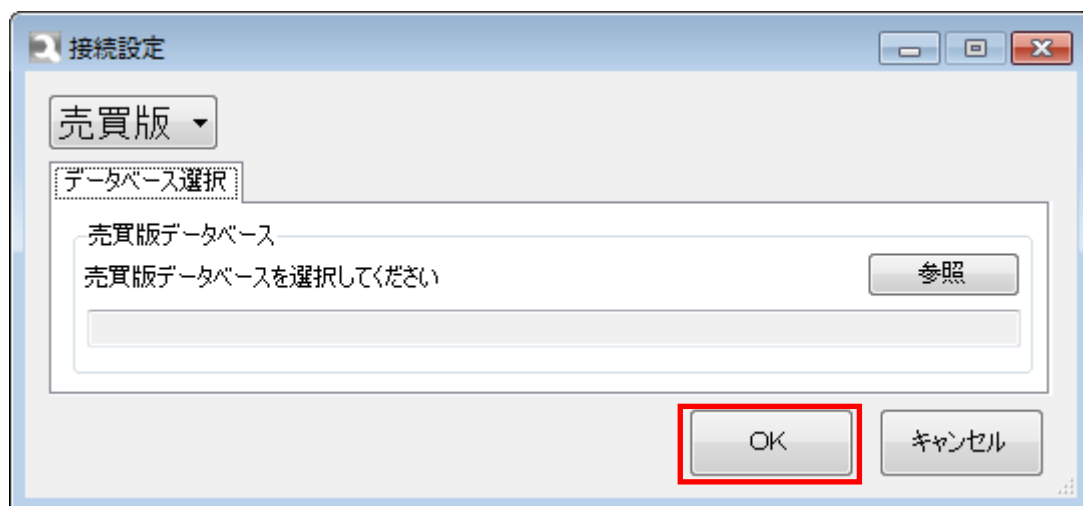 接続設定
売買版
データベース選択
売買版データベース
売買版データベースを選択してください
参照
OK
キャンセル